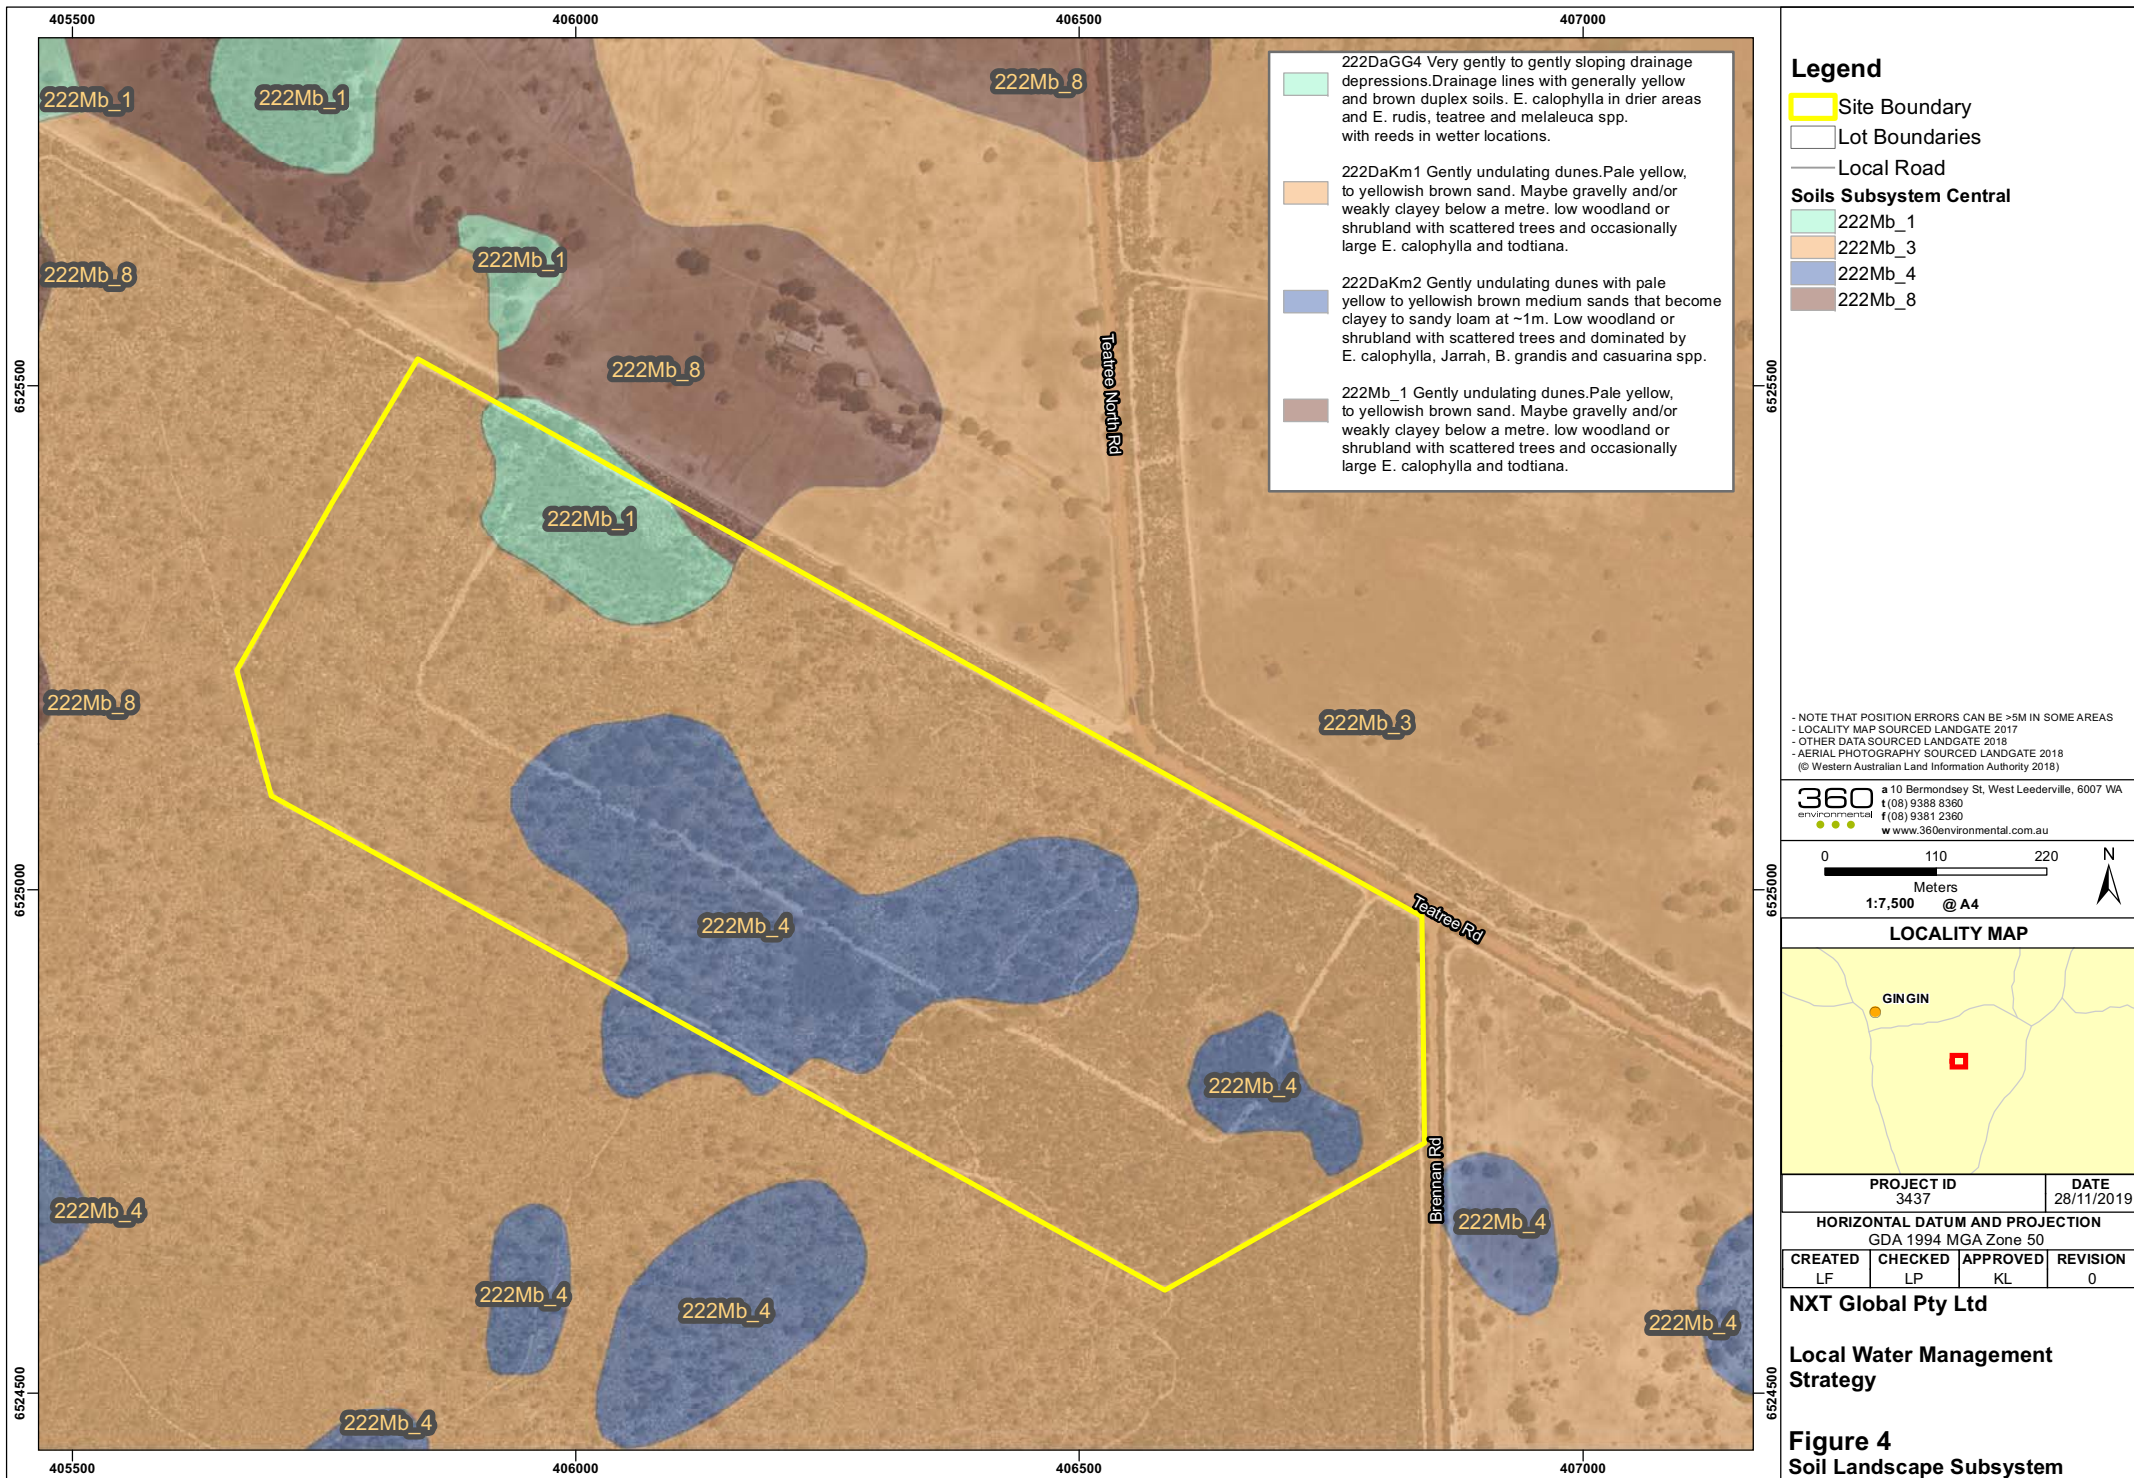 405500
406000
406500
407000
6525500
6525000
6524500
6525500
6525000
6524500
405500
406000
406500
407000
222Mb_1
222Mb_1
222Mb_8
222Mb_8
222Mb_1
222Mb_8
222Mb_1
222Mb_8
222Mb_3
222Mb_4
222Mb_4
222Mb_4
222Mb_4
222Mb_4
222Mb_4
222Mb_4
222Mb_4
Teatree North Rd
Teatree Rd
Brennan Rd
222DaGG4 Very gently to gently sloping drainage
depressions.Drainage lines with generally yellow
and brown duplex soils. E. calophylla in drier areas
and E. rudis, teatree and melaleuca spp.
with reeds in wetter locations.
222DaKm1 Gently undulating dunes.Pale yellow,
to yellowish brown sand. Maybe gravelly and/or
weakly clayey below a metre. low woodland or
shrubland with scattered trees and occasionally
large E. calophylla and todtiana.
222DaKm2 Gently undulating dunes with pale
yellow to yellowish brown medium sands that become
clayey to sandy loam at ~1m. Low woodland or
shrubland with scattered trees and dominated by
E. calophylla, Jarrah, B. grandis and casuarina spp.
222Mb_1 Gently undulating dunes.Pale yellow,
to yellowish brown sand. Maybe gravelly and/or
weakly clayey below a metre. low woodland or
shrubland with scattered trees and occasionally
large E. calophylla and todtiana.
Legend
Site Boundary
Lot Boundaries
Local Road
Soils Subsystem Central
222Mb_1
222Mb_3
222Mb_4
222Mb_8
- NOTE THAT POSITION ERRORS CAN BE >5M IN SOME AREAS
- LOCALITY MAP SOURCED LANDGATE 2017
- OTHER DATA SOURCED LANDGATE 2018
- AERIAL PHOTOGRAPHY SOURCED LANDGATE 2018
(© Western Australian Land Information Authority 2018)
360
environmental
a 10 Bermondsey St, West Leederville, 6007 WA
t (08) 9388 8360
f (08) 9381 2360
w www.360environmental.com.au
0 110 220
Meters
1:7,500 @ A4
N
LOCALITY MAP
GINGIN
PROJECT ID DATE
3437 28/11/2019
HORIZONTAL DATUM AND PROJECTION
GDA 1994 MGA Zone 50
CREATED CHECKED APPROVED REVISION
LF LP KL 0
NXT Global Pty Ltd
Local Water Management
Strategy
Figure 4
Soil Landscape Subsystem